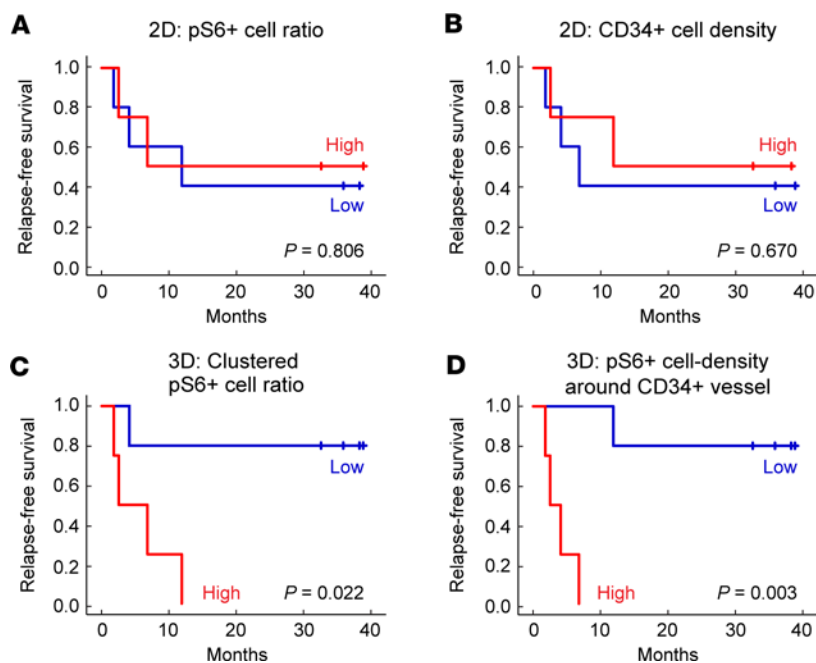 A
2D: pS6+ cell ratio
Relapse-free survival
1.0
0.8
0.6
0.4
0.2
0.0
High
Low
P = 0.806
0 10 20 30 40
Months
B
2D: CD34+ cell density
Relapse-free survival
1.0
0.8
0.6
0.4
0.2
0.0
High
Low
P = 0.670
0 10 20 30 40
Months
C
3D: Clustered
pS6+ cell ratio
Relapse-free survival
1.0
0.8
0.6
0.4
0.2
0.0
Low
High
P = 0.022
0 10 20 30 40
Months
D
3D: pS6+ cell-density
around CD34+ vessel
Relapse-free survival
1.0
0.8
0.6
0.4
0.2
0.0
Low
High
P = 0.003
0 10 20 30 40
Months